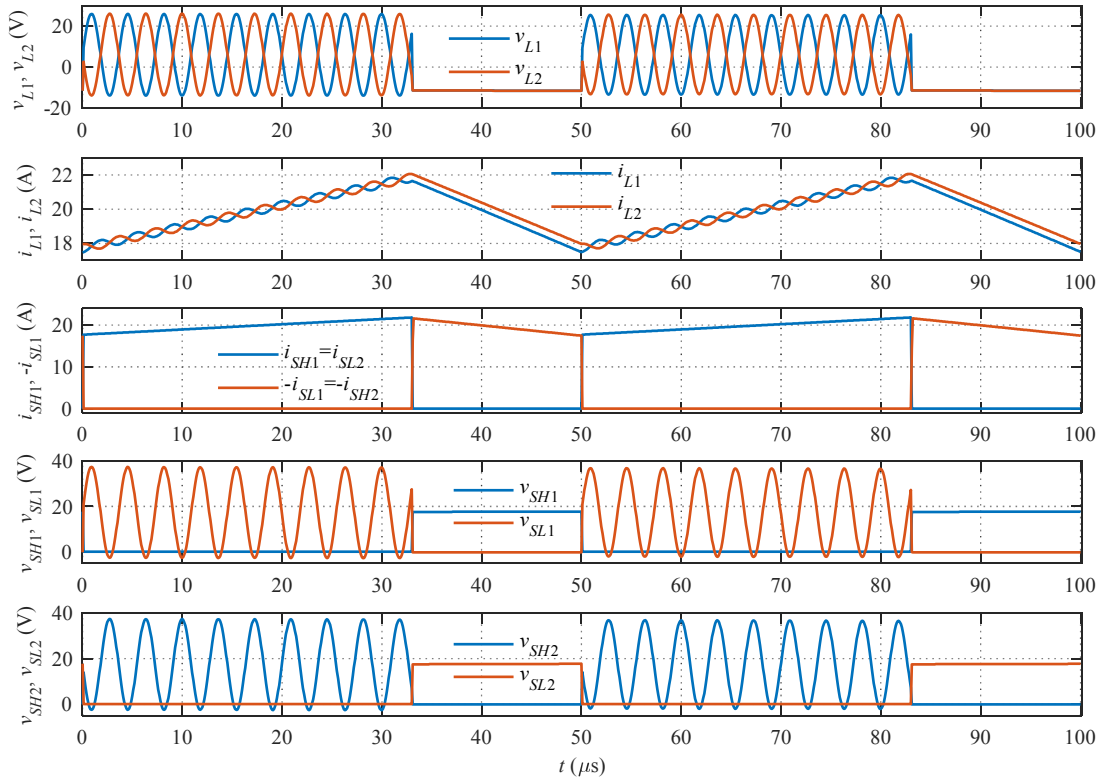 v_L1, v_L2 (V)
20
0
-20
v_L1
v_L2
0 10 20 30 40 50 60 70 80 90 100
i_L1, i_L2 (A)
22
20
18
i_L1
i_L2
0 10 20 30 40 50 60 70 80 90 100
i_SH1, -i_SL1 (A)
20
10
0
i_SH1=i_SL2
-i_SL1=-i_SH2
0 10 20 30 40 50 60 70 80 90 100
v_SH1, v_SL1 (V)
40
20
0
v_SH1
v_SL1
0 10 20 30 40 50 60 70 80 90 100
v_SH2, v_SL2 (V)
40
20
0
v_SH2
v_SL2
0 10 20 30 40 50 60 70 80 90 100
t (μs)